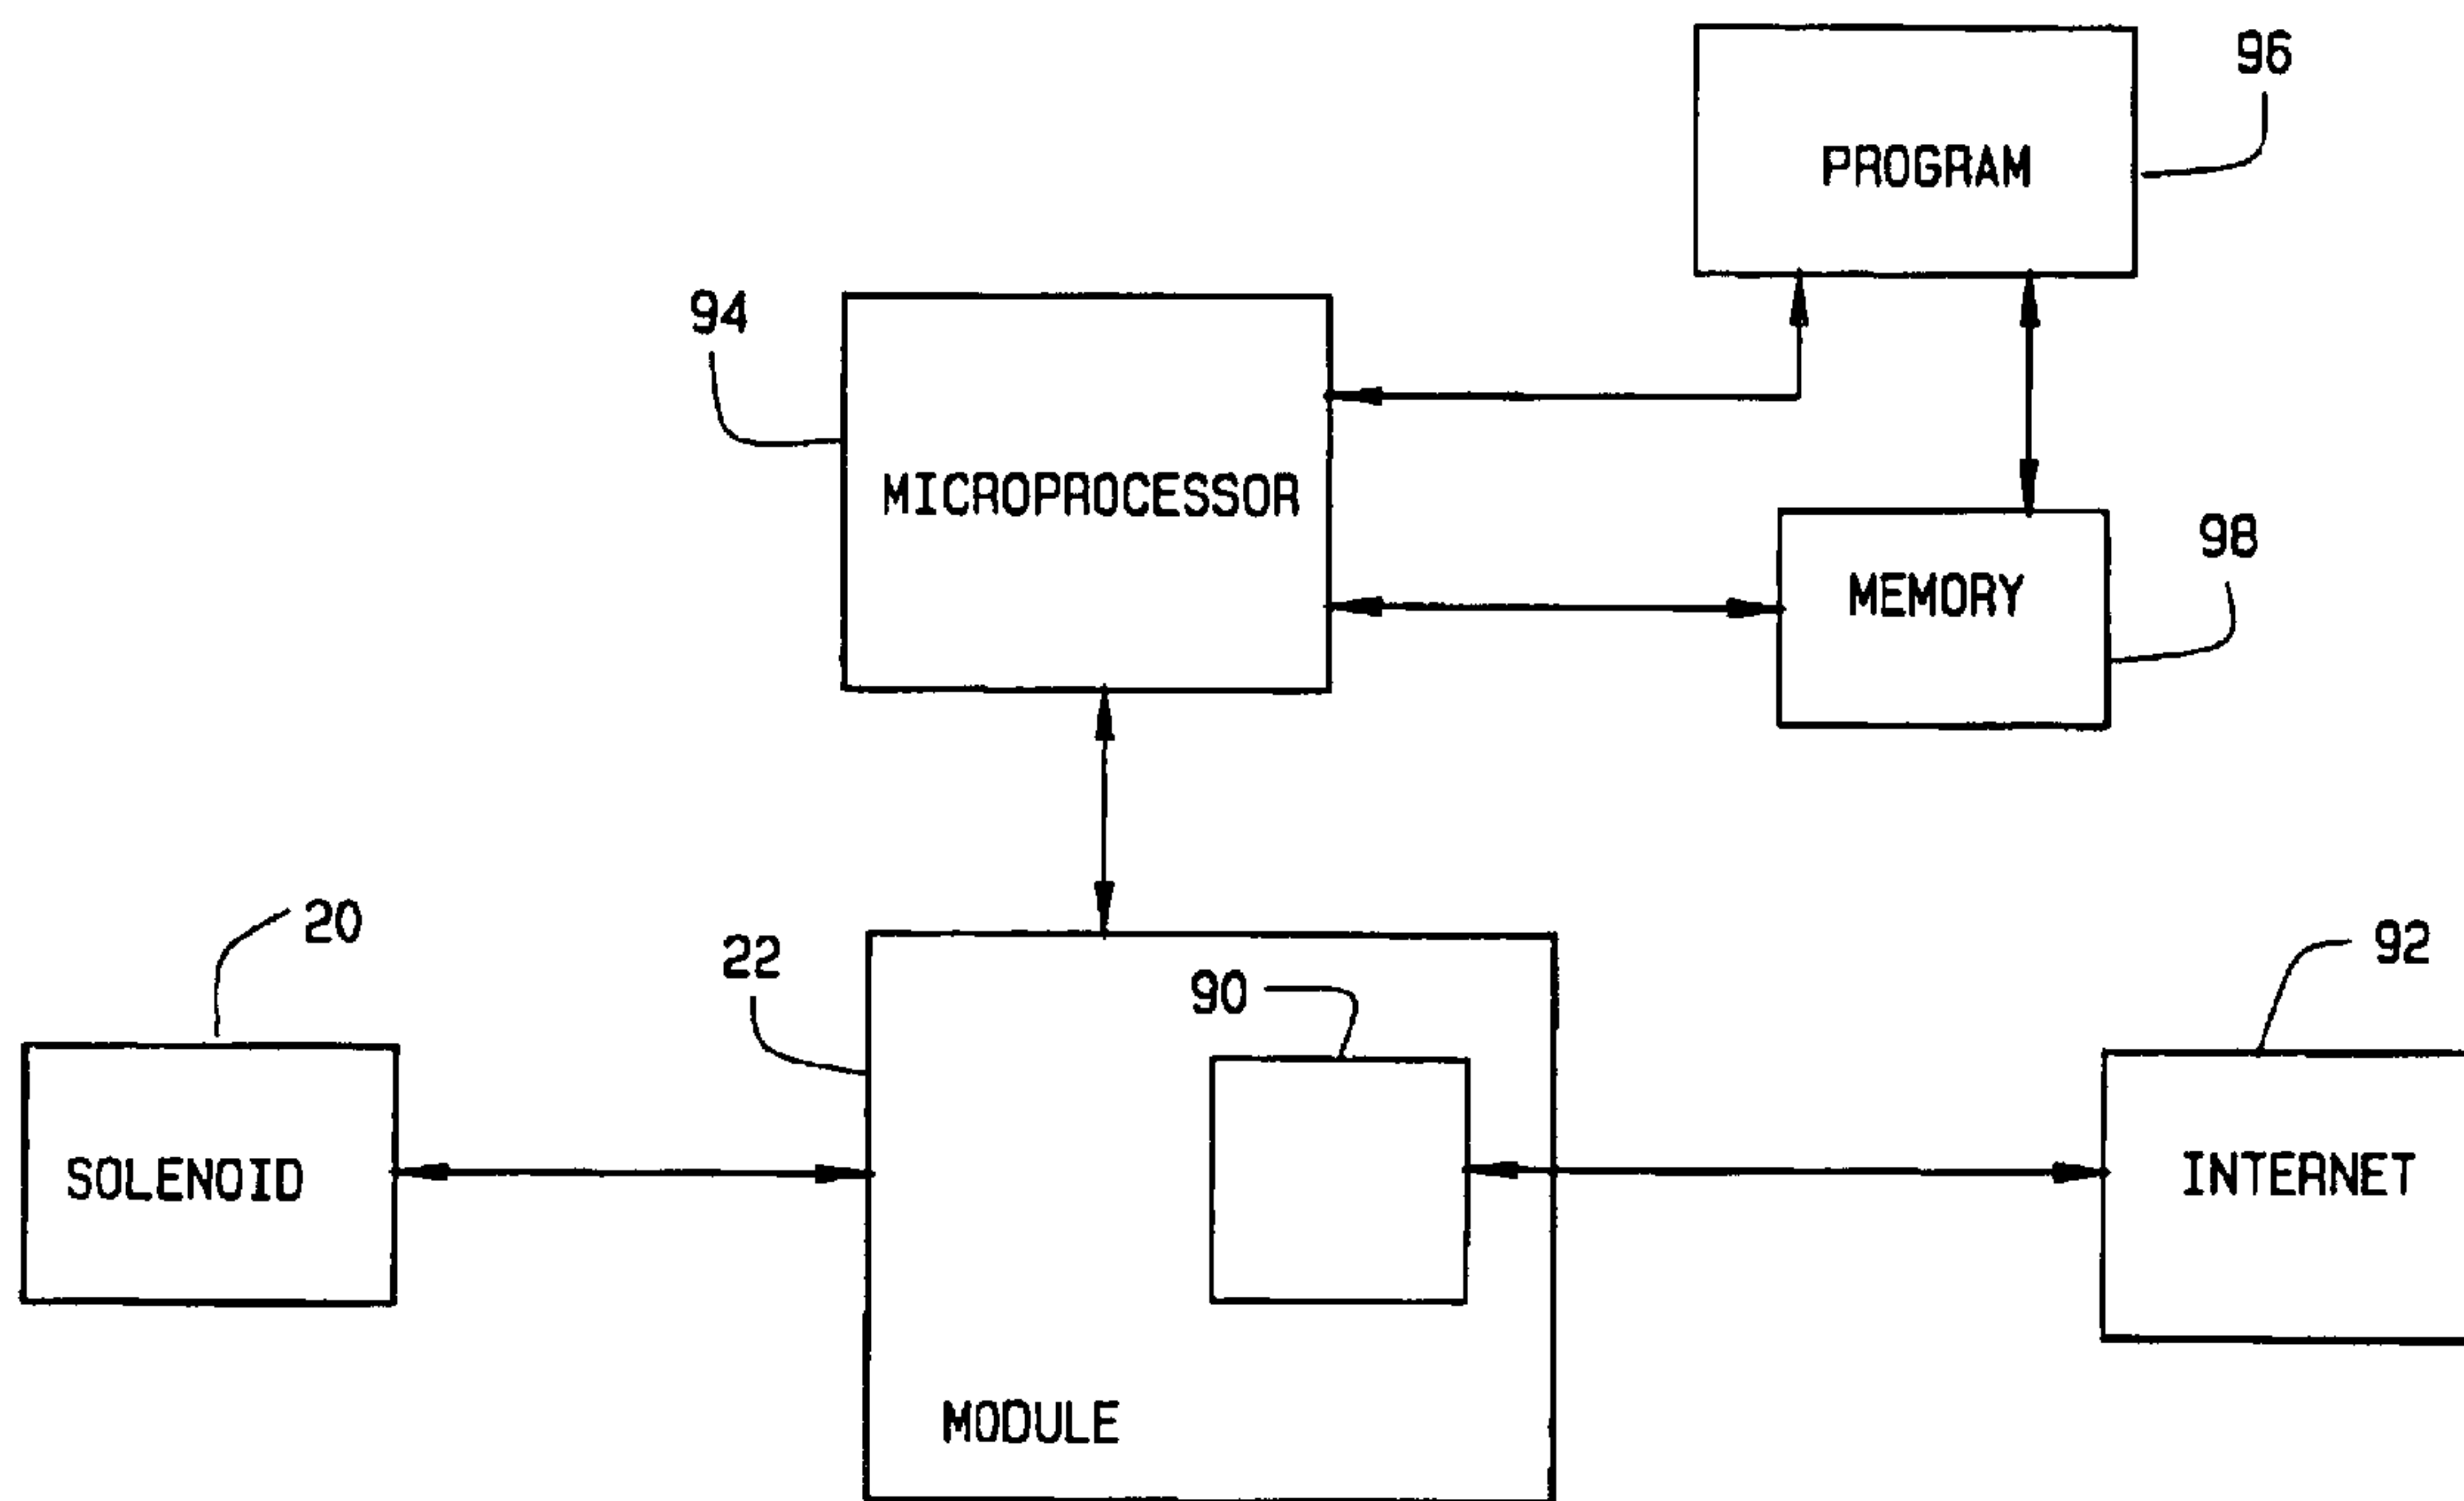 96
PROGRAM
94
MICROPROCESSOR
98
MEMORY
20
22
90
92
SOLENOID
INTERNET
MODULE